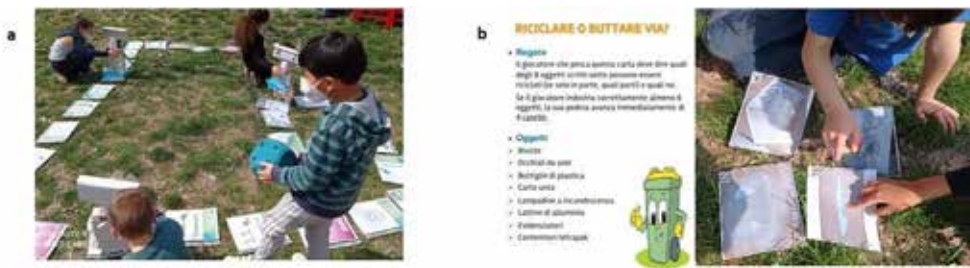 a
b
RICICLARE O BUTTARE VIA?
Regole
Il giocatore che pesca questa carta deve dire quali
degli 8 oggetti scritti sotto possono essere
riciclati (se solo in parte, quali parti) e quali no.
Se il giocatore indovina correttamente almeno 6
oggetti, la sua pedina avanza immediatamente di
caselle.
Oggetti
Riviste
Occhiali da sole
Bottiglie di plastica
Carta unta
Lampadine a incandescenza
Lattine di alluminio
Evidenziatori
Contenitori tetrapak